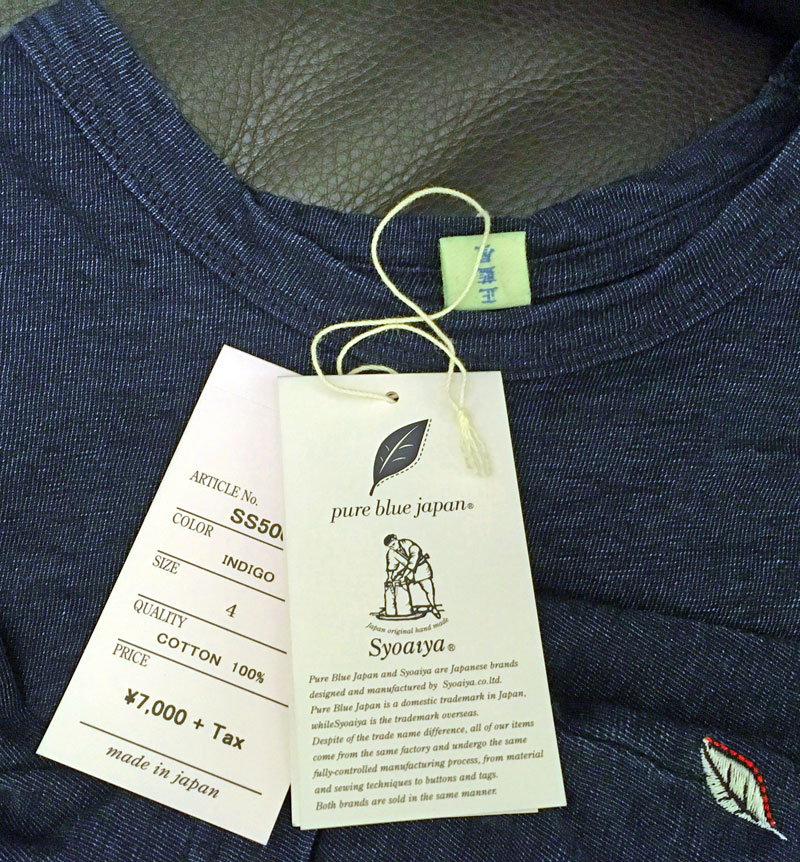 正藍屋
ARTICLE No.
SS50
COLOR
INDIGO
SIZE
4
QUALITY
COTTON 100%
PRICE
¥7,000 + Tax
made in japan
pure blue japan®
Japan original hand made
Syoaiya®
Pure Blue Japan and Syoaiya are Japanese brands
designed and manufactured by Syoaiya.co.ltd.
Pure Blue Japan is a domestic trademark in Japan,
whileSyoaiya is the trademark overseas.
Despite of the trade name difference, all of our items
come from the same factory and undergo the same
fully-controlled manufacturing process, from material
and sewing techniques to buttons and tags.
Both brands are sold in the same manner.